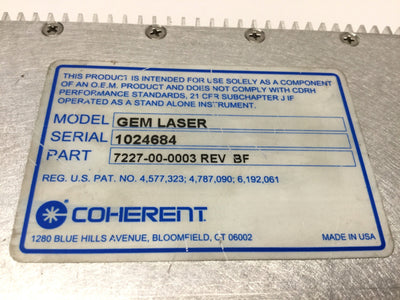 THIS PRODUCT IS INTENDED FOR USE SOLELY AS A COMPONENT
OF AN O.E.M. PRODUCT AND DOES NOT COMPLY WITH CDRH
PERFORMANCE STANDARDS, 21 CFR SUBCHAPTER J IF
OPERATED AS A STAND ALONE INSTRUMENT.
MODEL GEM LASER
SERIAL 1024684
PART 7227-00-0003 REV BF
REG. U.S. PAT. NO. 4,577,323; 4,787,090; 6,192,061
COHERENT
1280 BLUE HILLS AVENUE, BLOOMFIELD, CT 06002 MADE IN USA